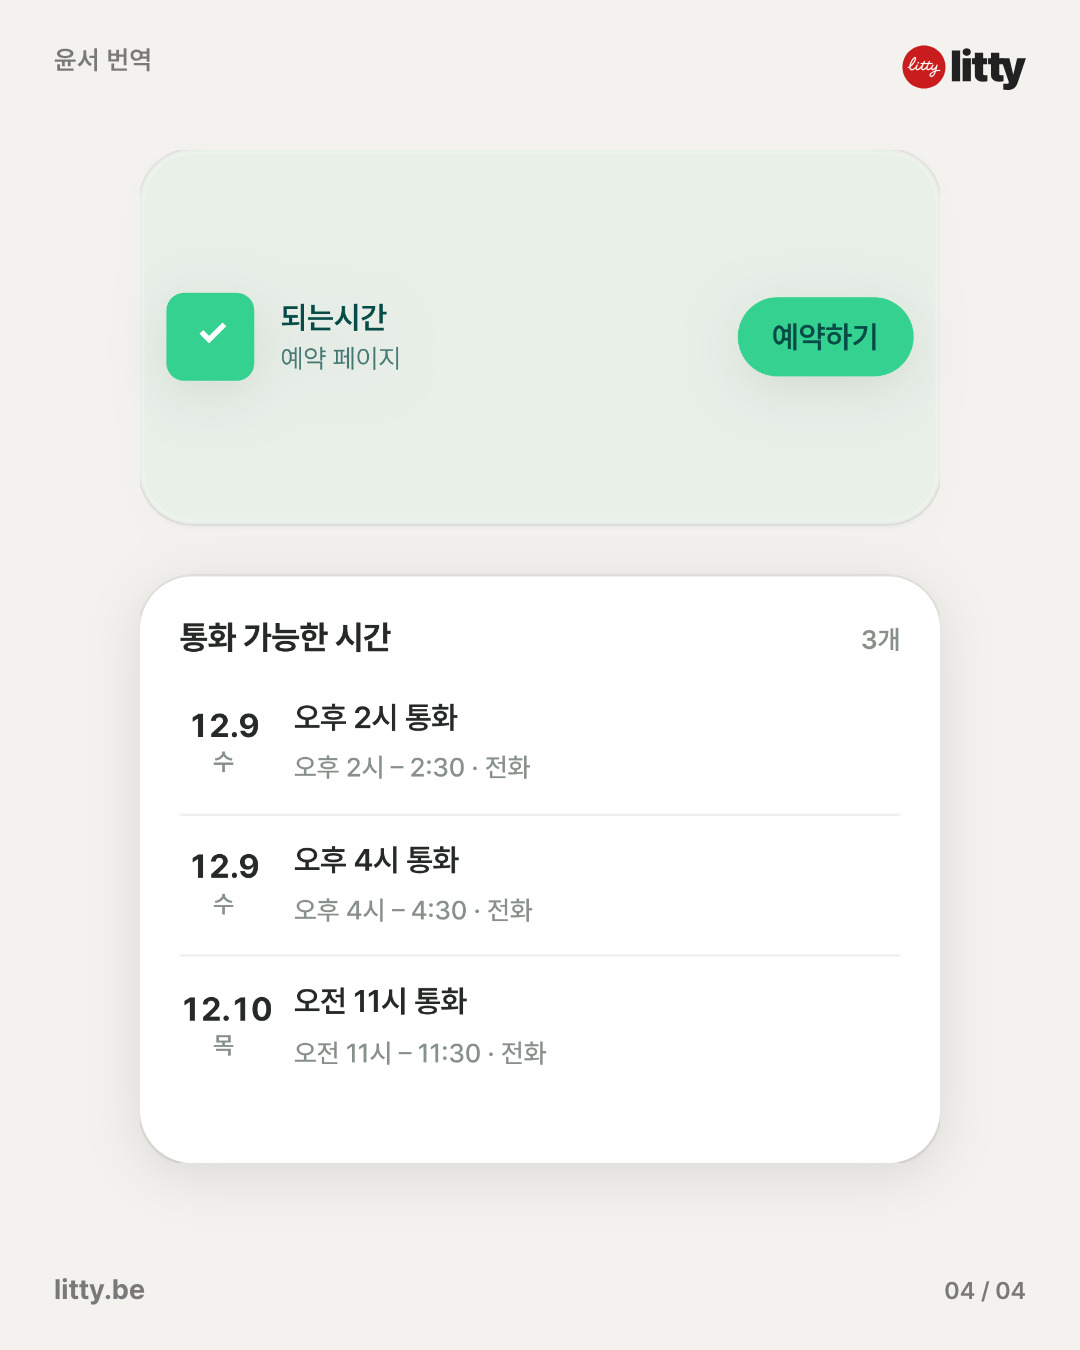 윤서 번역
litty litty
되는시간
예약 페이지
예약하기
통화 가능한 시간
3개
12.9
수
오후 2시 통화
오후 2시 – 2:30 · 전화
12.9
수
오후 4시 통화
오후 4시 – 4:30 · 전화
12.10
목
오전 11시 통화
오전 11시 – 11:30 · 전화
litty.be
04 / 04